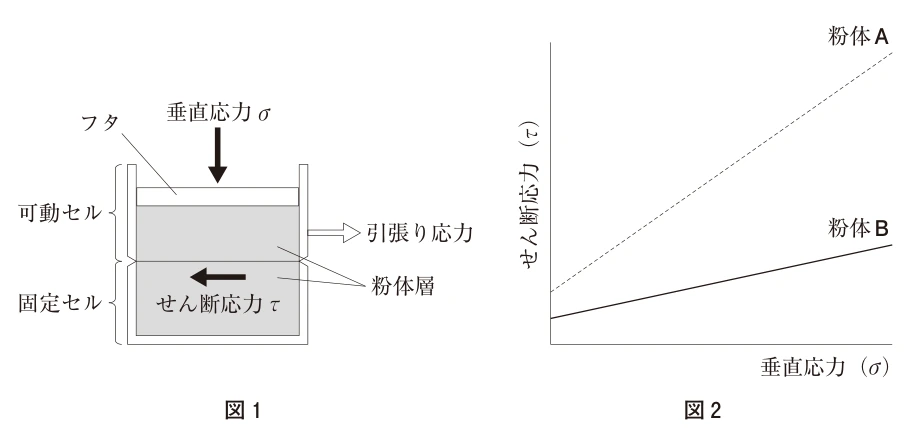 フタ
垂直応力 σ
可動セル
引張り応力
粉体層
固定セル
せん断応力 τ
図1
粉体A
せん断応力（τ）
粉体B
垂直応力（σ）
図2